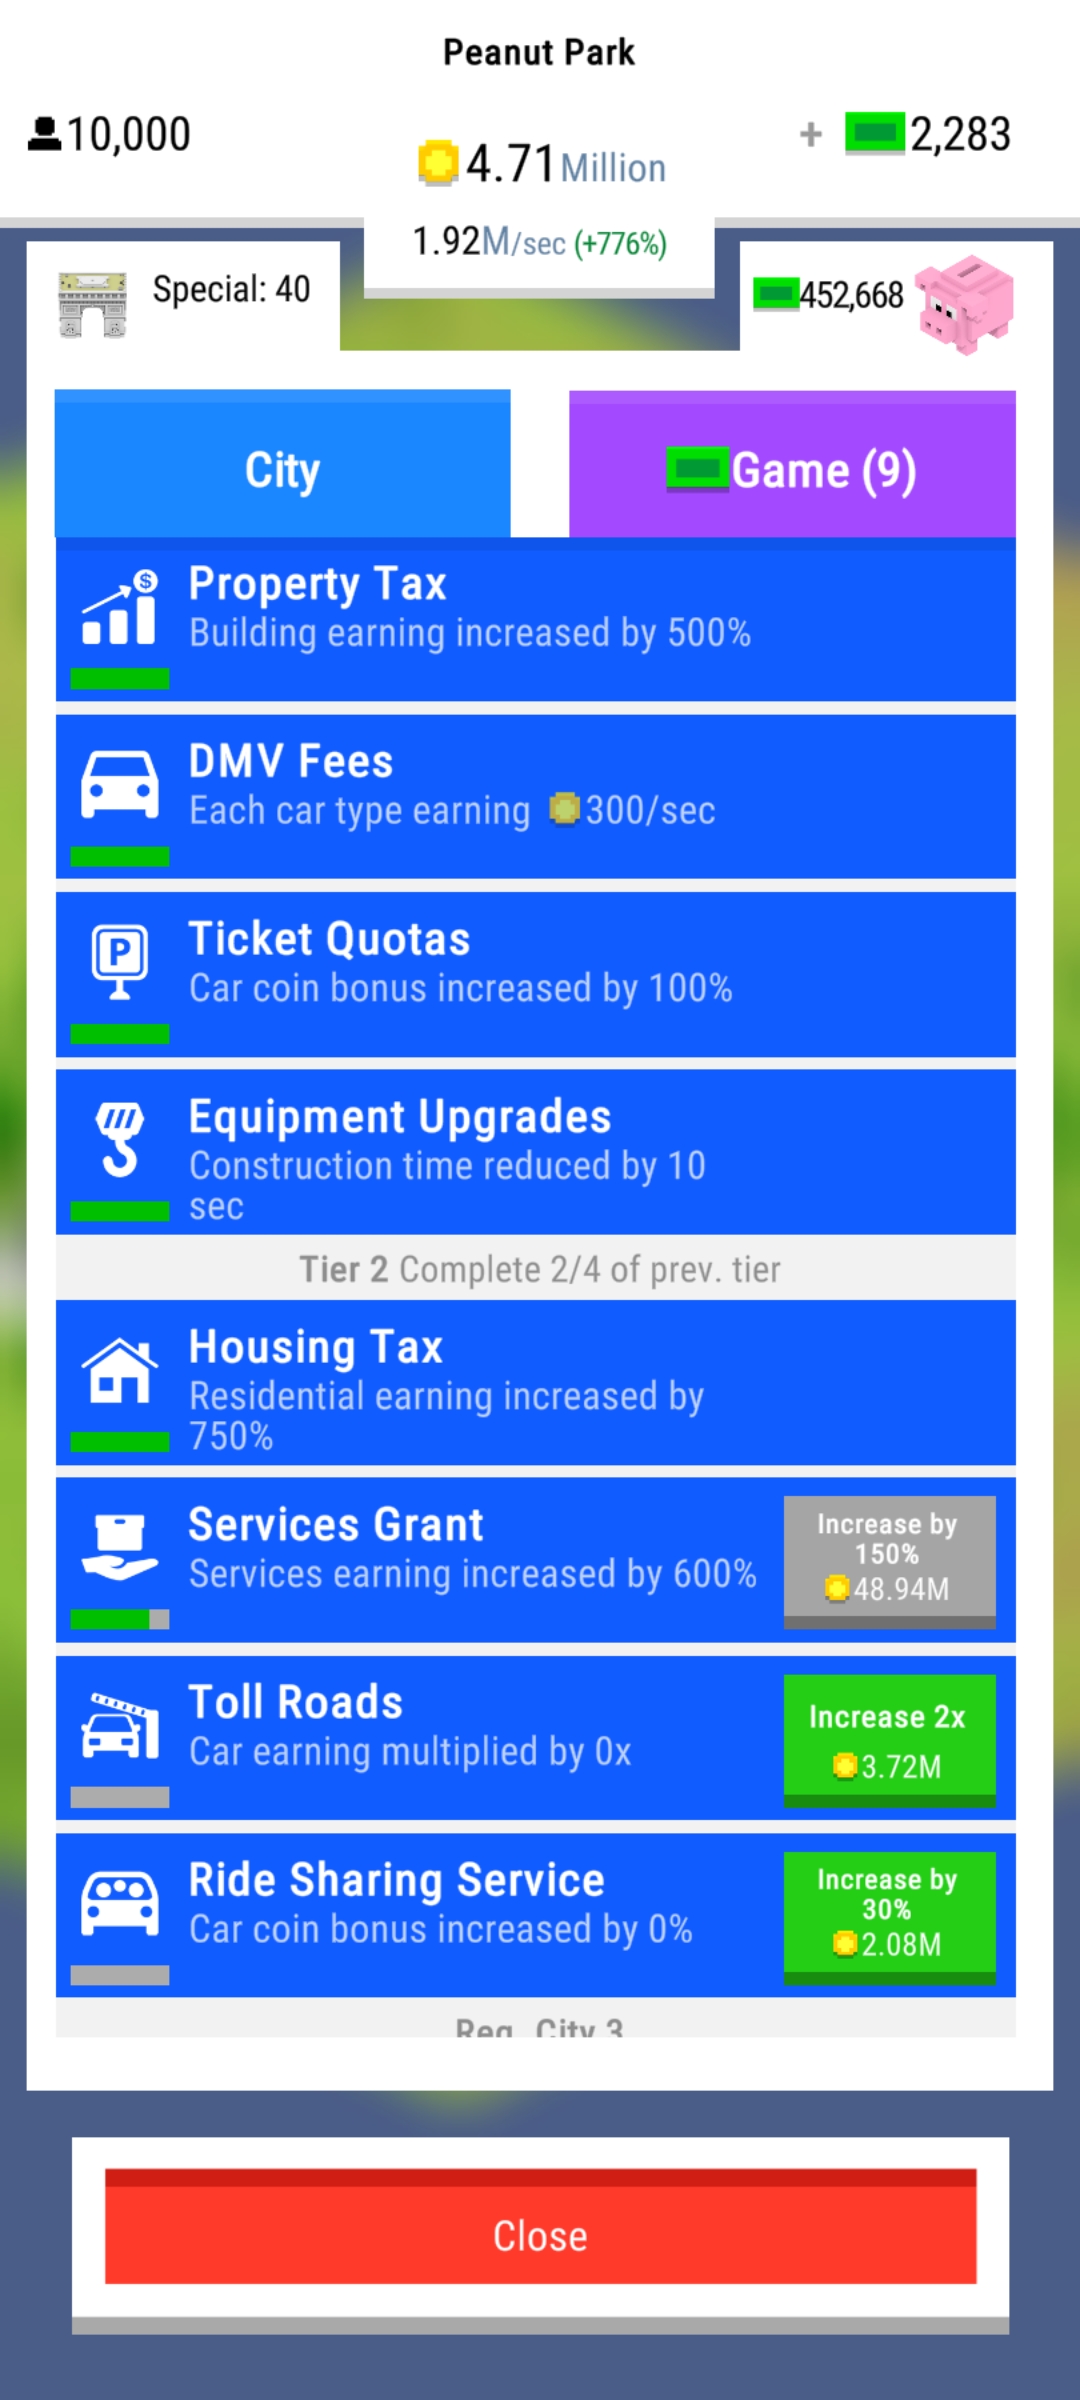 Peanut Park
10,000
4.71Million
+ 2,283
1.92M/sec (+776%)
Special: 40
452,668
City
Game (9)
Property Tax
Building earning increased by 500%
DMV Fees
Each car type earning 300/sec
P
Ticket Quotas
Car coin bonus increased by 100%
Equipment Upgrades
Construction time reduced by 10
sec
Tier 2 Complete 2/4 of prev. tier
Housing Tax
Residential earning increased by
750%
Services Grant
Services earning increased by 600%
Increase by
150%
48.94M
Toll Roads
Car earning multiplied by 0x
Increase 2x
3.72M
Ride Sharing Service
Car coin bonus increased by 0%
Increase by
30%
2.08M
Req. City 3
Close